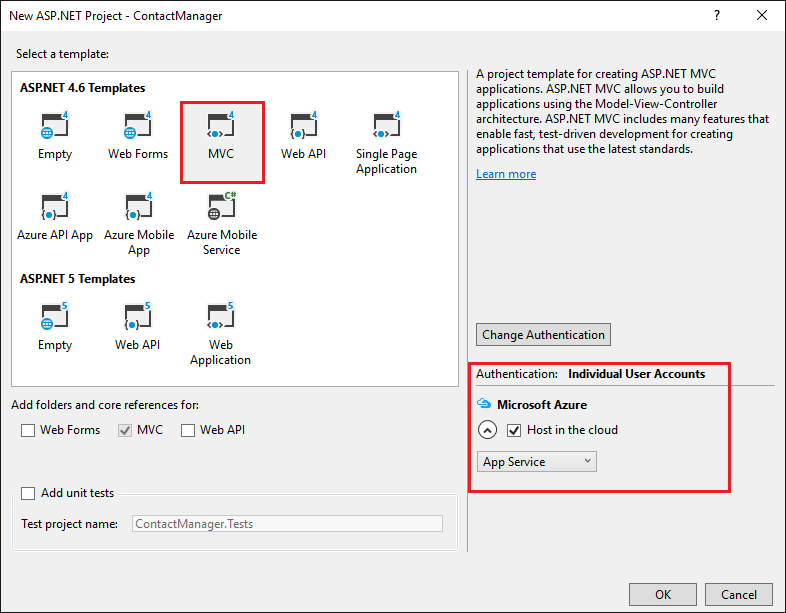 New ASP.NET Project - ContactManager
Select a template:
ASP.NET 4.6 Templates
4 4 4 4 4
Empty Web Forms MVC Web API Single Page
Application
4 4 C#
Azure API App Azure Mobile Azure Mobile
App Service
ASP.NET 5 Templates
5 5 5
Empty Web API Web
Application
A project template for creating ASP.NET MVC
applications. ASP.NET MVC allows you to build
applications using the Model-View-Controller
architecture. ASP.NET MVC includes many features that
enable fast, test-driven development for creating
applications that use the latest standards.
Learn more
Change Authentication
Authentication: Individual User Accounts
Microsoft Azure
Host in the cloud
App Service
Add folders and core references for:
Web Forms MVC Web API
Add unit tests
Test project name: ContactManager.Tests
OK Cancel